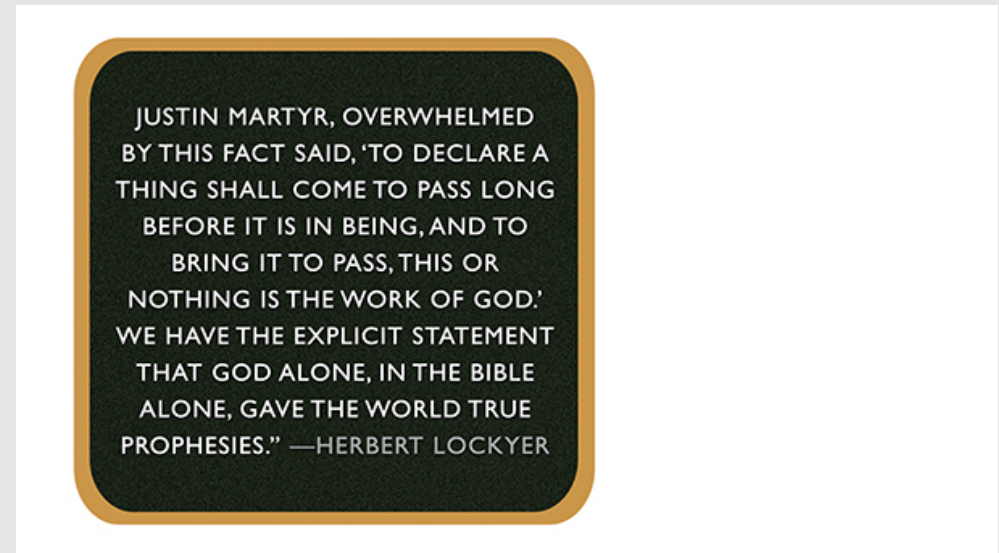 JUSTIN MARTYR, OVERWHELMED
BY THIS FACT SAID, ‘TO DECLARE A
THING SHALL COME TO PASS LONG
BEFORE IT IS IN BEING, AND TO
BRING IT TO PASS, THIS OR
NOTHING IS THE WORK OF GOD.’
WE HAVE THE EXPLICIT STATEMENT
THAT GOD ALONE, IN THE BIBLE
ALONE, GAVE THE WORLD TRUE
PROPHESIES.” —HERBERT LOCKYER